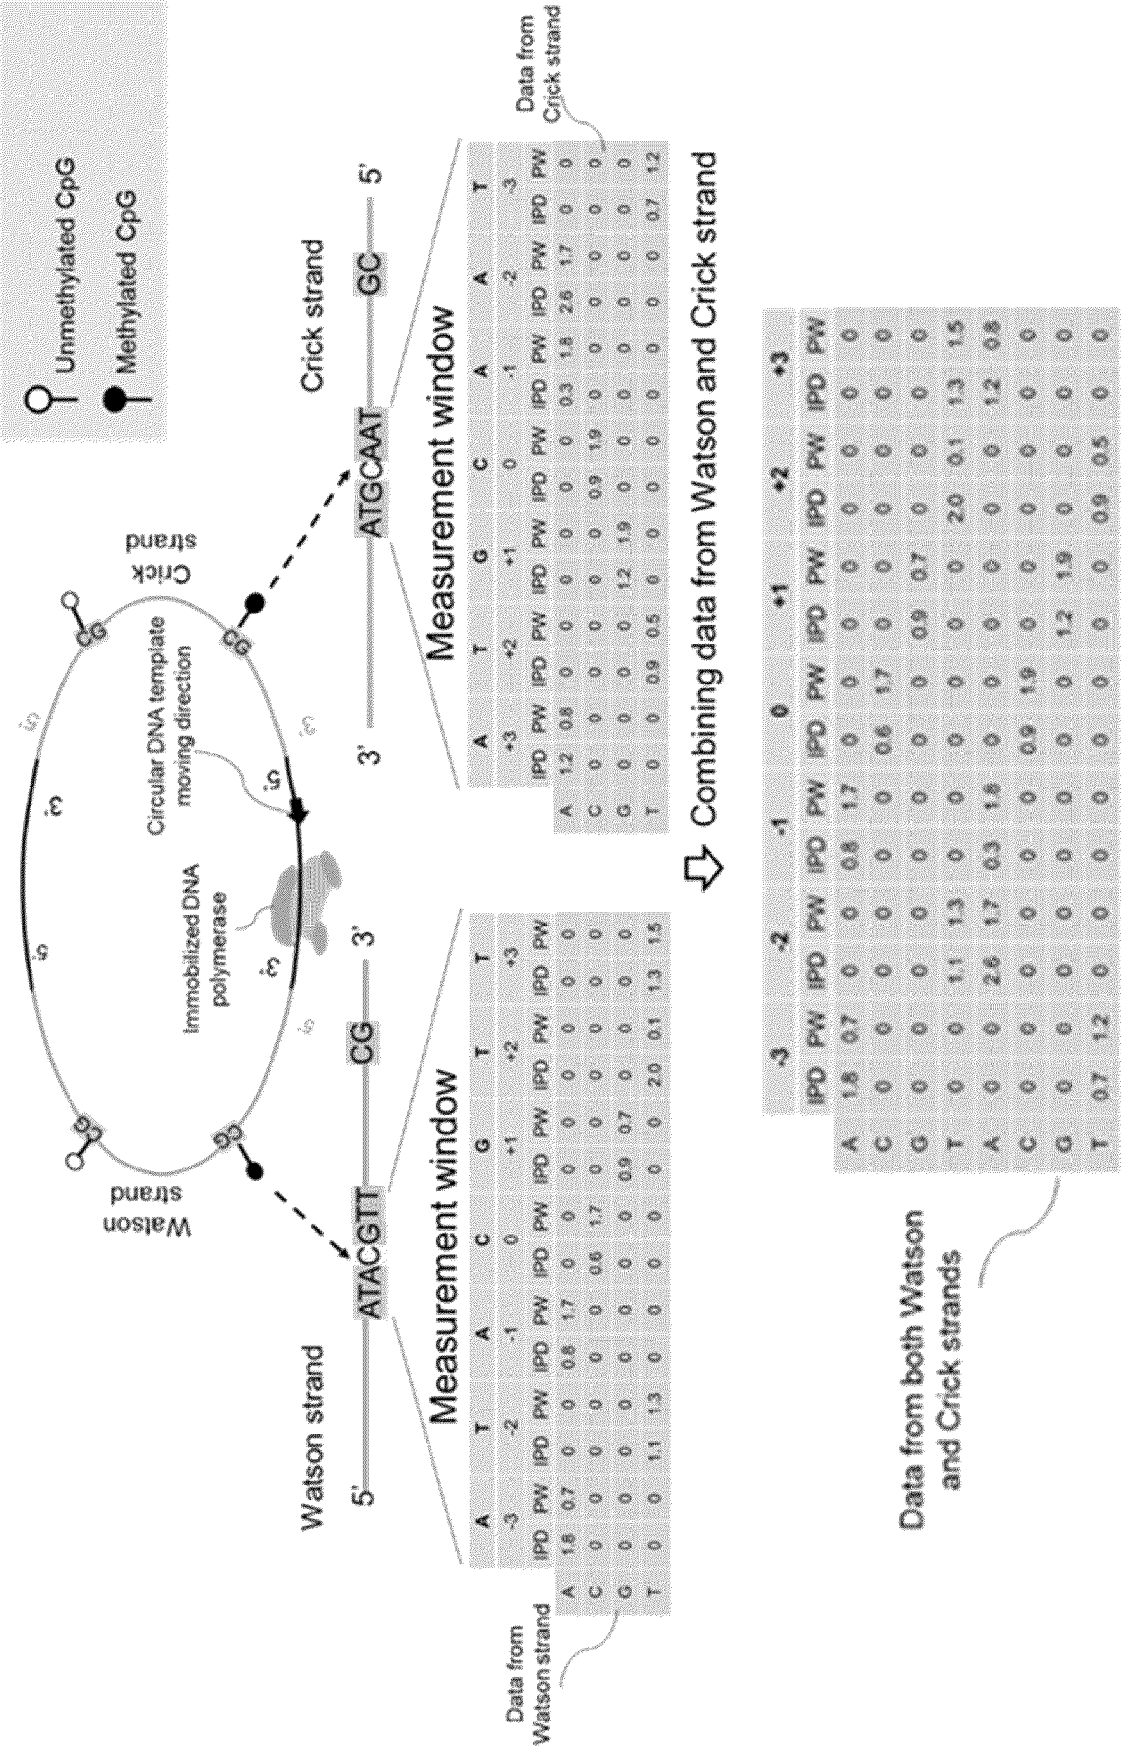 Unmethylated CpG
Methylated CpG
5'
3'
5'
CG
CG
Watson
strand
Crick
strand
Immobilized DNA
polymerase
Circular DNA template
moving direction
CG
CG
3'
5'
5'
3'
Watson strand
5'
ATACGTT
CG
3'
Crick strand
3'
ATGCAAT
GC
5'
Measurement window
A T A C G T T
-3 -2 -1 0 +1 +2 +3
IPD PW IPD PW IPD PW IPD PW IPD PW IPD PW IPD PW
A 1.8 0.7 0 0 0.8 1.7 0 0 0 0 0 0 0 0
C 0 0 0 0 0 0 0.6 1.7 0 0 0 0 0 0
G 0 0 0 0 0 0 0 0 0.9 0.7 0 0 0 0
T 0 0 1.1 1.3 0 0 0 0 0 0 2.0 0.1 1.3 1.5
Data from
Watson strand
Measurement window
A T G C A A T
+3 +2 +1 0 -1 -2 -3
IPD PW IPD PW IPD PW IPD PW IPD PW IPD PW IPD PW
A 1.2 0.8 0 0 0 0 0 0 0.3 1.8 2.6 1.7 0 0
C 0 0 0 0 0 0 0.9 1.9 0 0 0 0 0 0
G 0 0 0 0 1.2 1.9 0 0 0 0 0 0 0 0
T 0 0 0.9 0.5 0 0 0 0 0 0 0 0 0.7 1.2
Data from
Crick strand
Combining data from Watson and Crick strand
-3 -2 -1 0 +1 +2 +3
IPD PW IPD PW IPD PW IPD PW IPD PW IPD PW IPD PW
A 1.8 0.7 0 0 0.8 1.7 0 0 0 0 0 0 0 0
C 0 0 0 0 0 0 0.6 1.7 0 0 0 0 0 0
G 0 0 0 0 0 0 0 0 0.9 0.7 0 0 0 0
T 0 0 1.1 1.3 0 0 0 0 0 0 2.0 0.1 1.3 1.5
A 0 0 2.6 1.7 0.3 1.8 0 0 0 0 0 0 1.2 0.8
C 0 0 0 0 0 0 0.9 1.9 0 0 0 0 0 0
G 0 0 0 0 0 0 0 0 1.2 1.9 0 0 0 0
T 0.7 1.2 0 0 0 0 0 0 0 0 0.9 0.5 0 0
Data from both Watson
and Crick strands